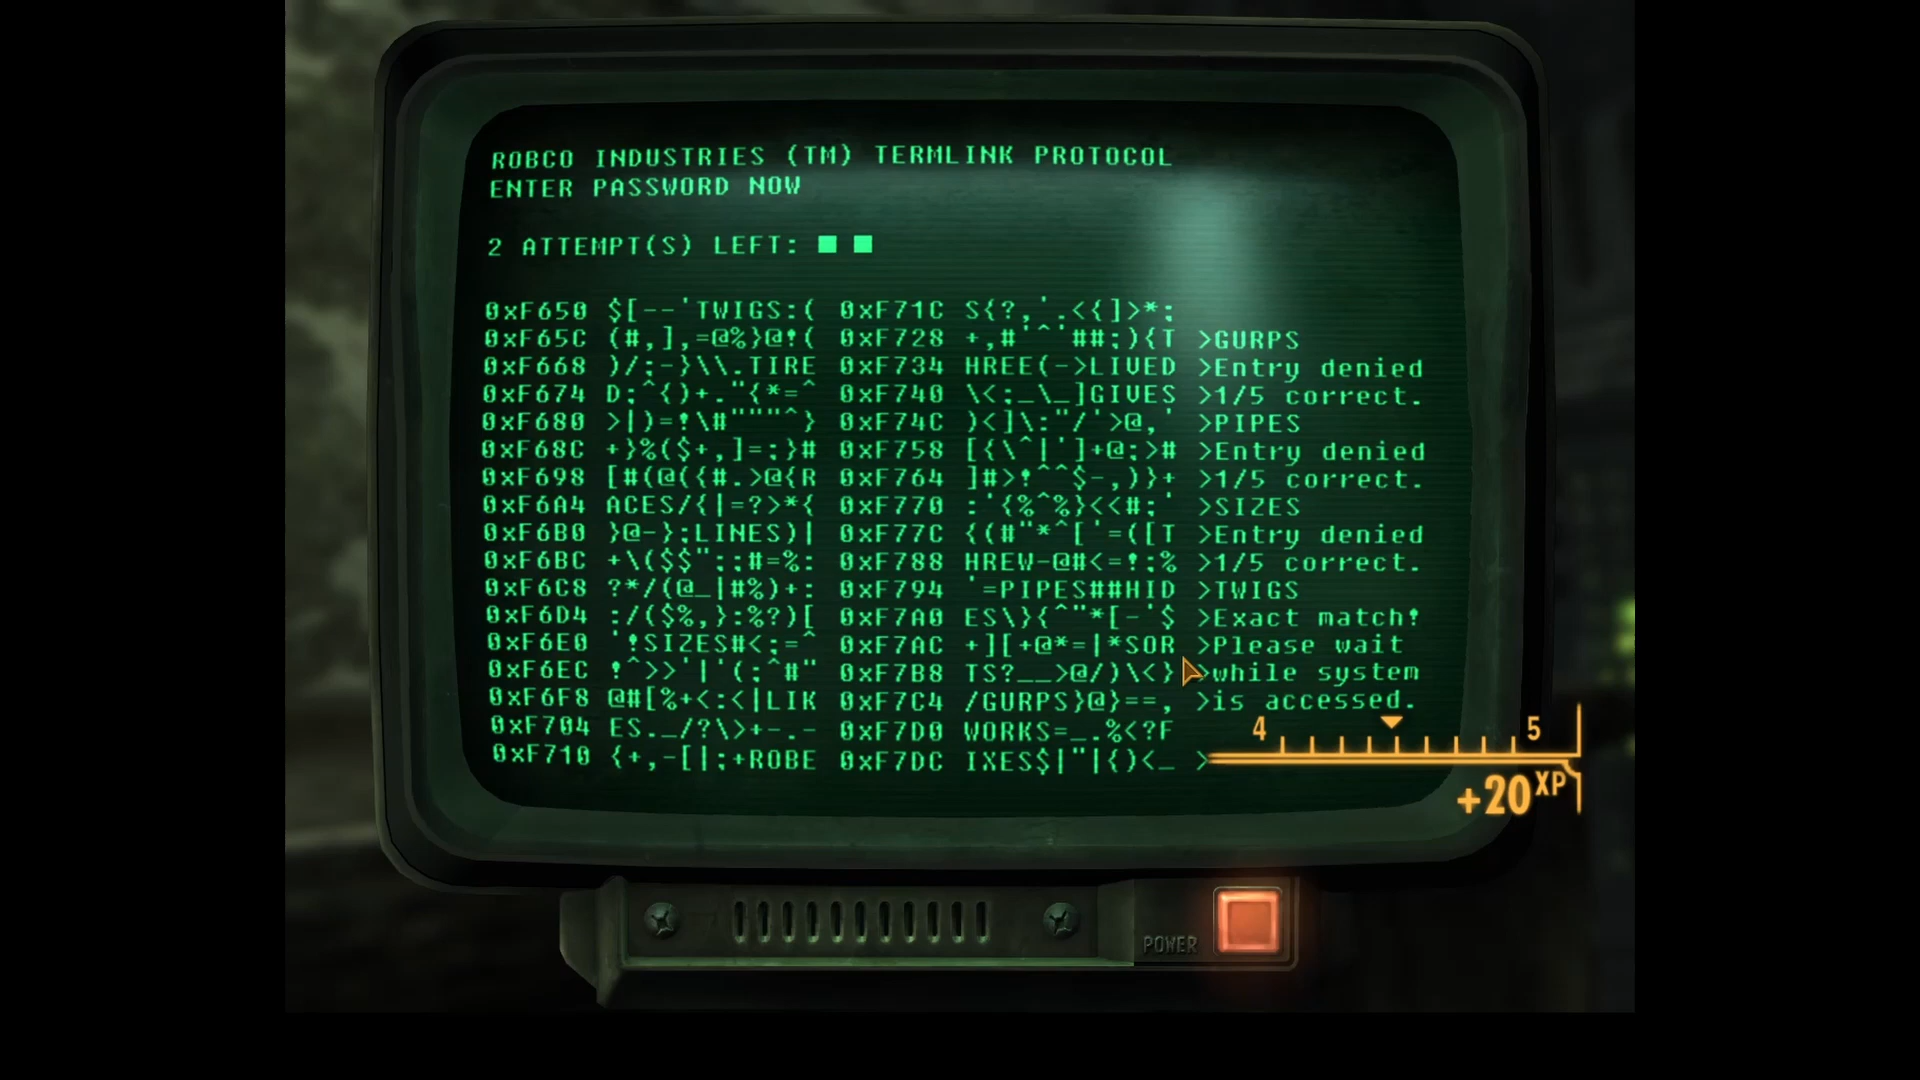 ROBCO INDUSTRIES (TM) TERMLINK PROTOCOL
ENTER PASSWORD NOW
2 ATTEMPT(S) LEFT: ■ ■
0xF650 $[--'TWIGS:( 0xF71C S{?,'.<{]>*;
0xF65C (#,],=@%}@!( 0xF728 +,#'^'##;){T >GURPS
0xF668 )/;-}\\.TIRE 0xF734 HREE(->LIVED >Entry denied
0xF674 D;^{)+."{*=^ 0xF740 \<;_\_]GIVES >1/5 correct.
0xF680 >|)=!\#"""^} 0xF74C )<]\:"/'>@,' >PIPES
0xF68C +}%($+,]=;}# 0xF758 [{\^|']+@;># >Entry denied
0xF698 [#(@({#.>@{R 0xF764 ]#>!^^$-,)}+ >1/5 correct.
0xF6A4 ACES/{|=?>*{ 0xF770 :'{%^%}<<#;' >SIZES
0xF6B0 }@-};LINES)| 0xF77C {(#"*^['=([T >Entry denied
0xF6BC +\($$";;#=%: 0xF788 HREW-@#<=!;% >1/5 correct.
0xF6C8 ?*/(@_|#%)+: 0xF794 '=PIPES##HID >TWIGS
0xF6D4 :/($%,}:%?)[ 0xF7A0 ES\}{^"*[-'$ >Exact match!
0xF6E0 '!SIZES#<;=^ 0xF7AC +][+@*=|*SOR >Please wait
0xF6EC !^>>'|'(;^#" 0xF7B8 TS?__>@/)\<} >while system
0xF6F8 @#[%+<:<|LIK 0xF7C4 /GURPS}@}==, >is accessed.
0xF704 ES._/?\>+-.- 0xF7D0 WORKS=_.%<?F
0xF710 {+,-[|;+ROBE 0xF7DC IXES$|"|{)<_ >
4 5
+20 XP
POWER